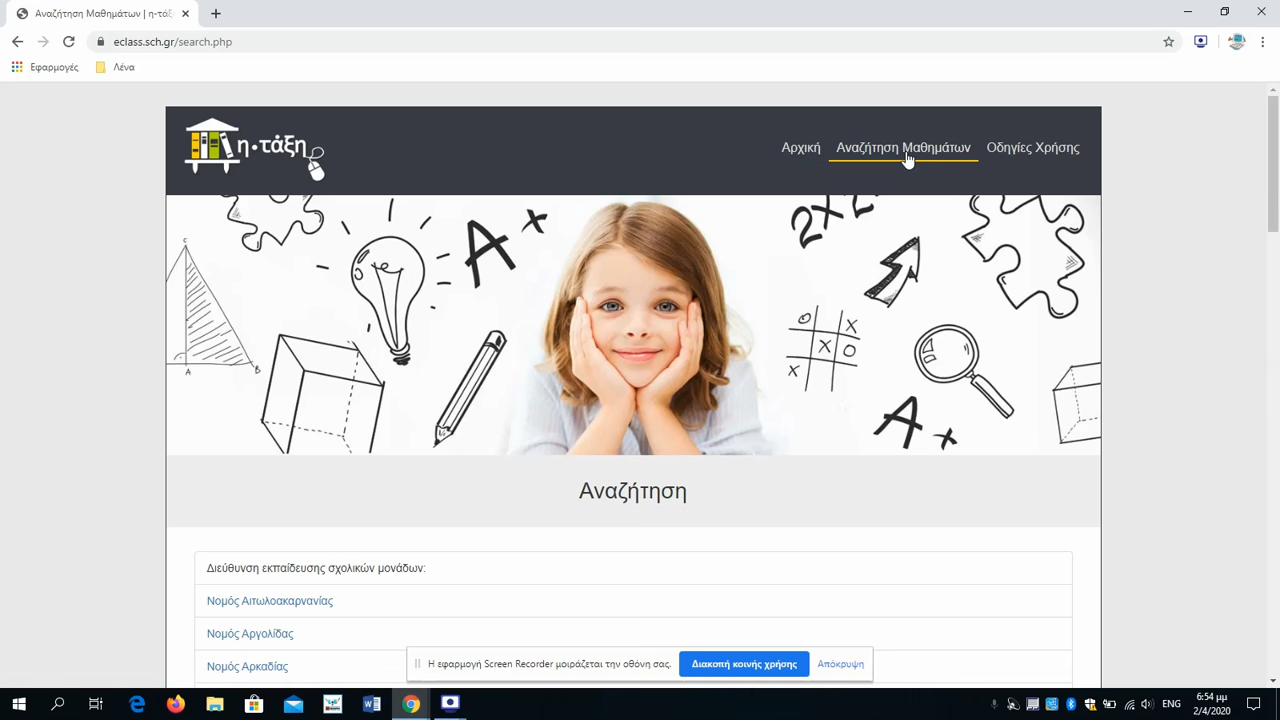 Αναζήτηση Μαθημάτων | η-τάξ
eclass.sch.gr/search.php
Εφαρμογές
Λένα
η•τάξη
Αρχική
Αναζήτηση Μαθημάτων
Οδηγίες Χρήσης
C
A
B
A+
2x2
O
X
X
O
X
A+
Αναζήτηση
Διεύθυνση εκπαίδευσης σχολικών μονάδων:
Νομός Αιτωλοακαρνανίας
Νομός Αργολίδας
Νομός Αρκαδίας
Η εφαρμογή Screen Recorder μοιράζεται την οθόνη σας.
Διακοπή κοινής χρήσης
Απόκρυψη
ENG
6:54 μμ
2/4/2020